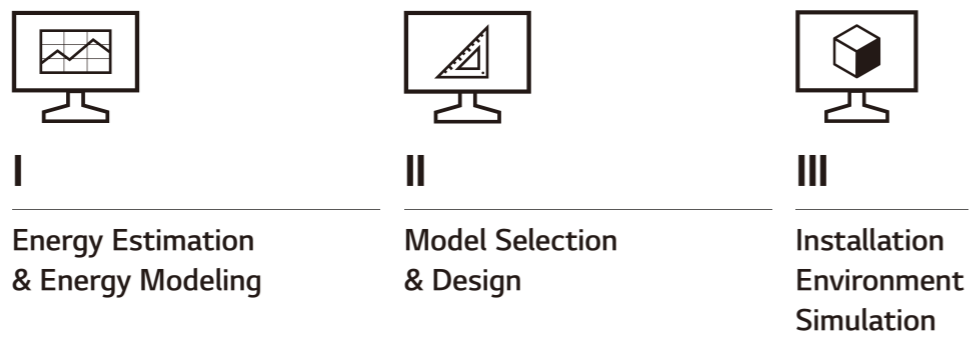 I
Energy Estimation
& Energy Modeling
II
Model Selection
& Design
III
Installation
Environment
Simulation